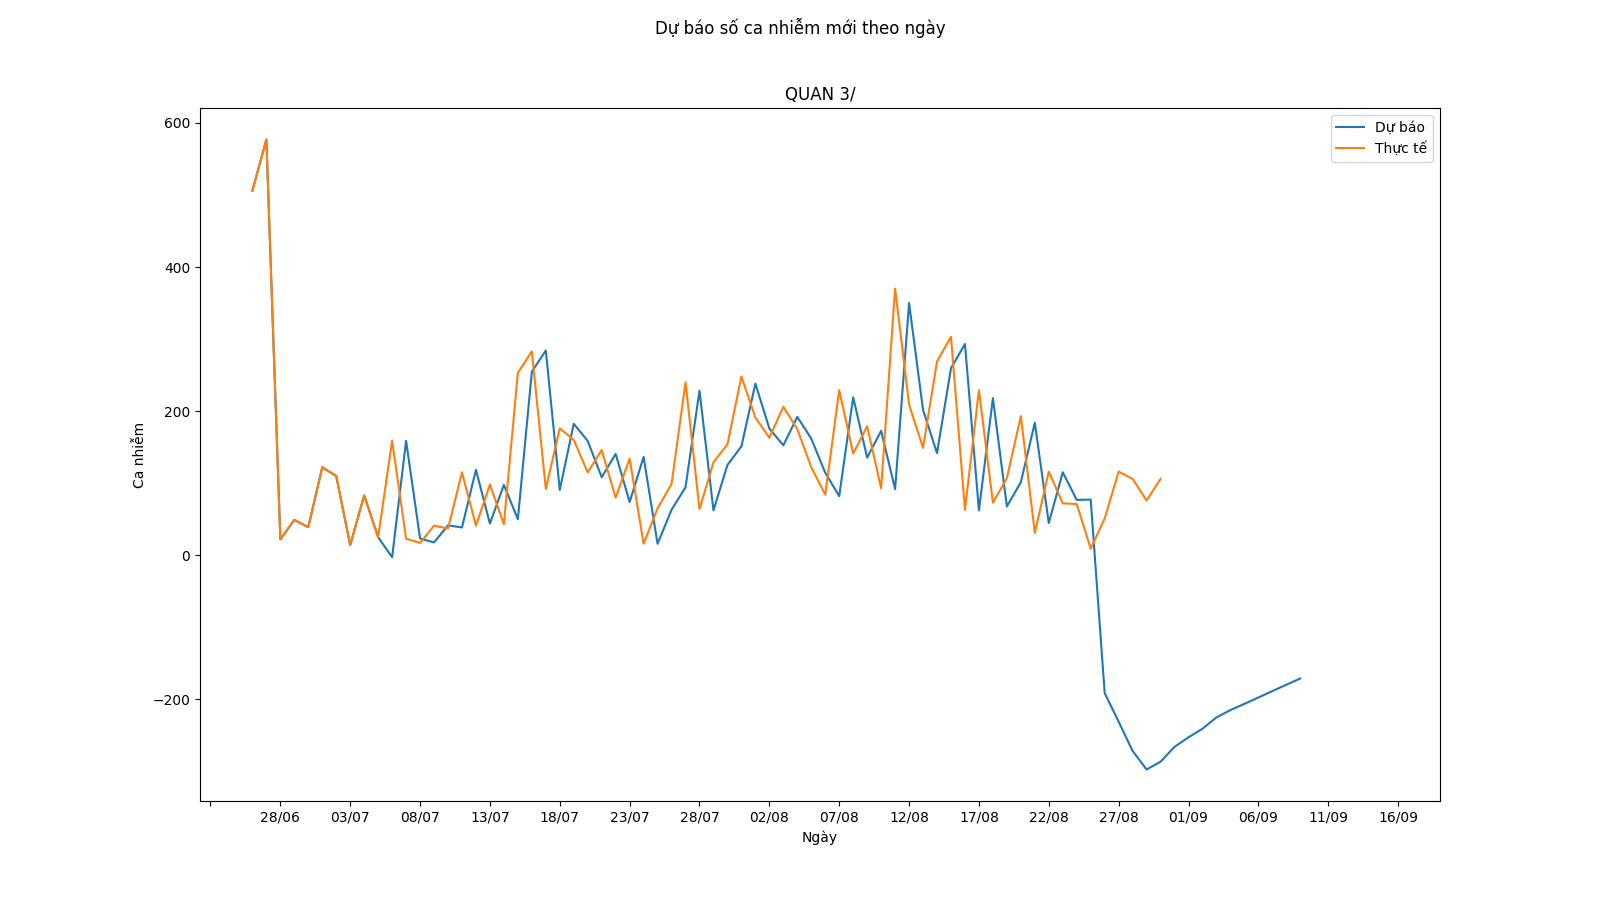 Dự báo số ca nhiễm mới theo ngày
QUAN 3/
Dự báo
Thực tế
Ca nhiễm
600
400
200
0
−200
28/06 03/07 08/07 13/07 18/07 23/07 28/07 02/08 07/08 12/08 17/08 22/08 27/08 01/09 06/09 11/09 16/09
Ngày